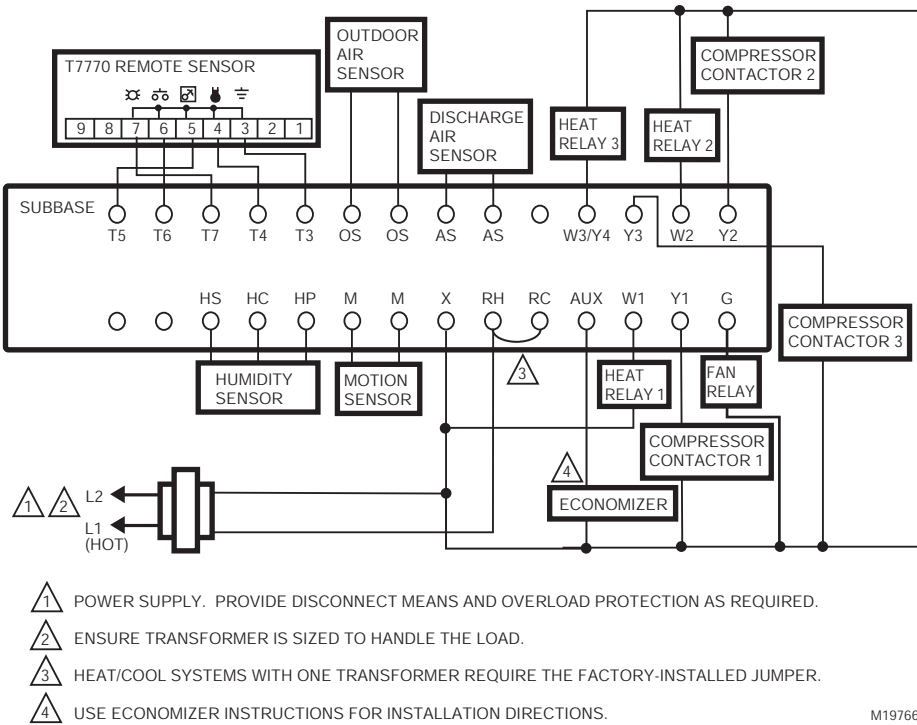 OUTDOOR
AIR
SENSOR
T7770 REMOTE SENSOR
9 8 7 6 5 4 3 2 1
DISCHARGE
AIR
SENSOR
HEAT
RELAY 3
HEAT
RELAY 2
COMPRESSOR
CONTACTOR 2
SUBBASE
T5 T6 T7 T4 T3 OS OS AS AS W3/Y4 Y3 W2 Y2
HS HC HP M M X RH RC AUX W1 Y1 G
HUMIDITY
SENSOR
MOTION
SENSOR
3
HEAT
RELAY 1
FAN
RELAY
COMPRESSOR
CONTACTOR 3
COMPRESSOR
CONTACTOR 1
4
ECONOMIZER
1 2 L2
L1
(HOT)
1 POWER SUPPLY. PROVIDE DISCONNECT MEANS AND OVERLOAD PROTECTION AS REQUIRED.
2 ENSURE TRANSFORMER IS SIZED TO HANDLE THE LOAD.
3 HEAT/COOL SYSTEMS WITH ONE TRANSFORMER REQUIRE THE FACTORY-INSTALLED JUMPER.
4 USE ECONOMIZER INSTRUCTIONS FOR INSTALLATION DIRECTIONS.
M19766